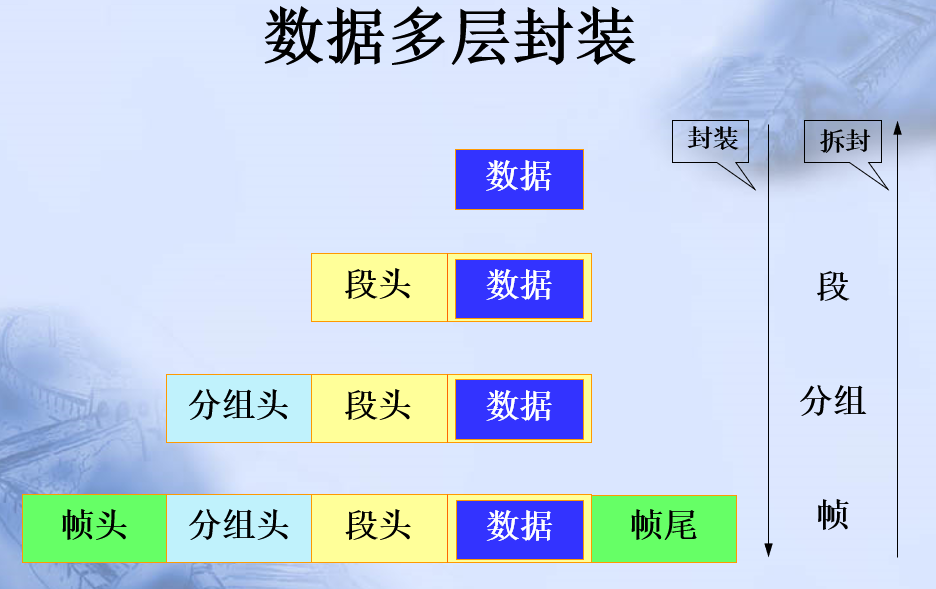 数据多层封装
封装 拆封
数据
段头 数据 段
分组头 段头 数据 分组
帧头 分组头 段头 数据 帧尾 帧